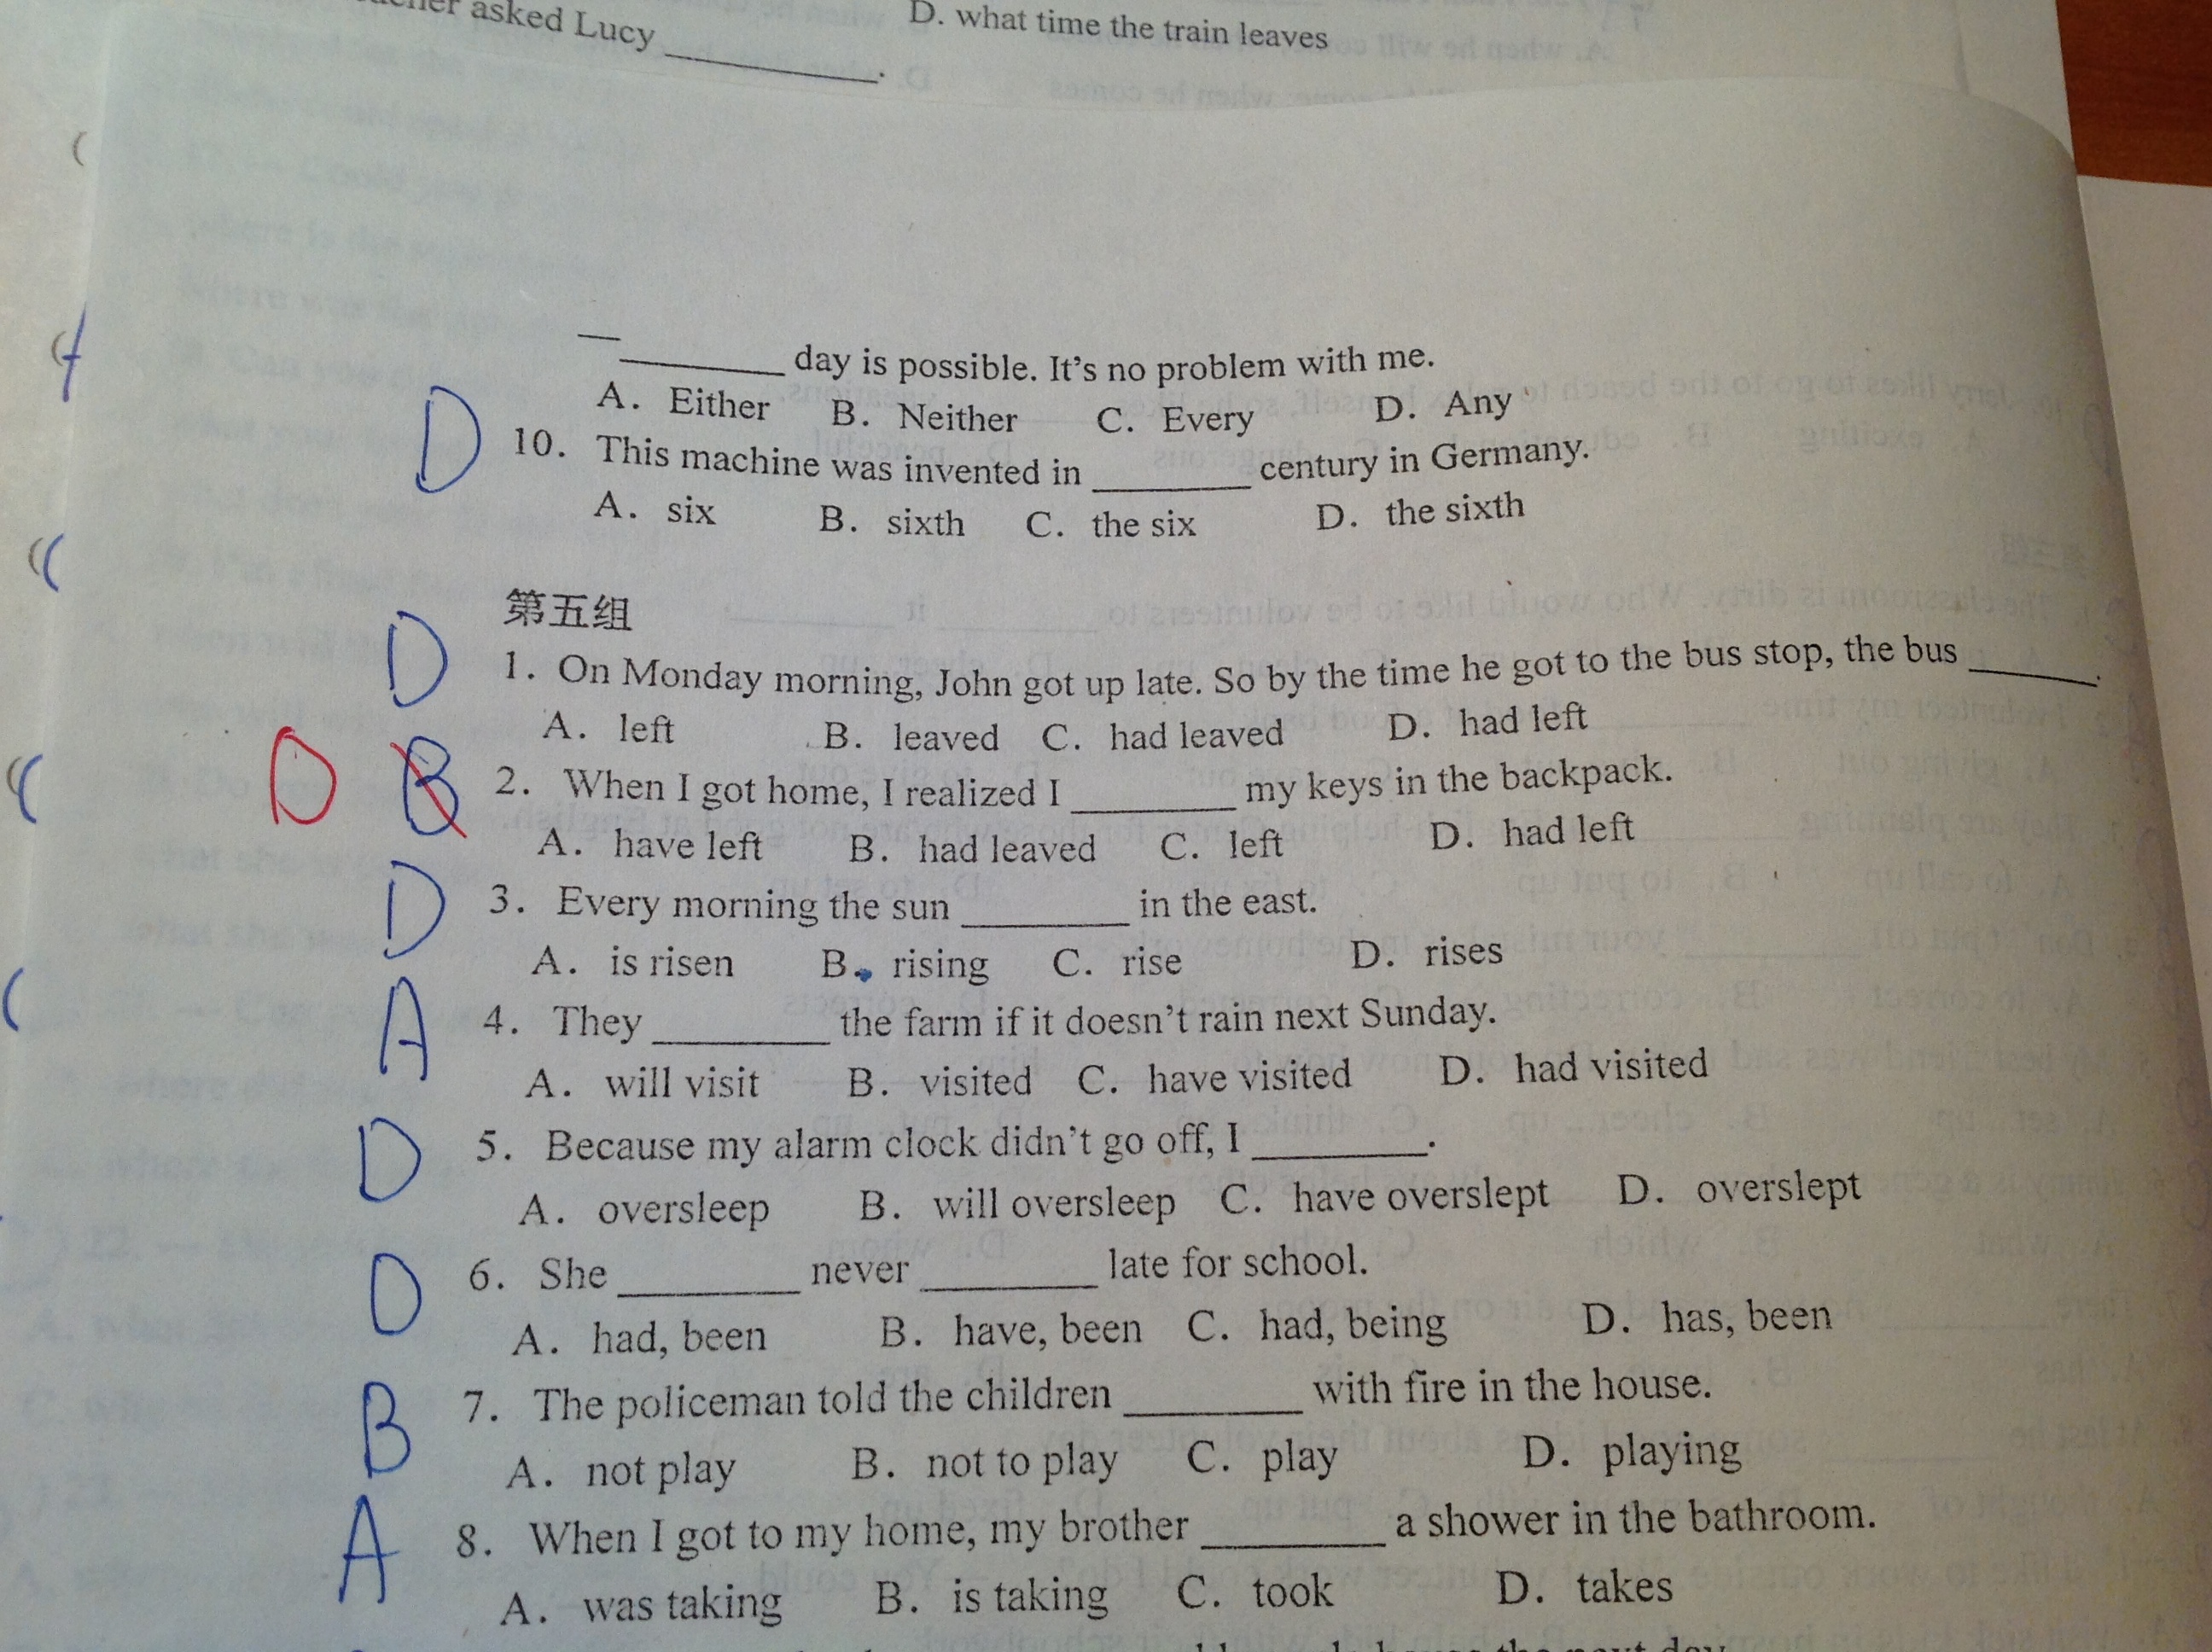 asked Lucy ________.
D. what time the train leaves
________ day is possible. It's no problem with me.
A. Either B. Neither C. Every D. Any
D 10. This machine was invented in ________ century in Germany.
A. six B. sixth C. the six D. the sixth
第五组
D 1. On Monday morning, John got up late. So by the time he got to the bus stop, the bus ________.
A. left B. leaved C. had leaved D. had left
D B 2. When I got home, I realized I ________ my keys in the backpack.
A. have left B. had leaved C. left D. had left
D 3. Every morning the sun ________ in the east.
A. is risen B. rising C. rise D. rises
A 4. They ________ the farm if it doesn't rain next Sunday.
A. will visit B. visited C. have visited D. had visited
D 5. Because my alarm clock didn't go off, I ________.
A. oversleep B. will oversleep C. have overslept D. overslept
D 6. She ________ never ________ late for school.
A. had, been B. have, been C. had, being D. has, been
B 7. The policeman told the children ________ with fire in the house.
A. not play B. not to play C. play D. playing
A 8. When I got to my home, my brother ________ a shower in the bathroom.
A. was taking B. is taking C. took D. takes